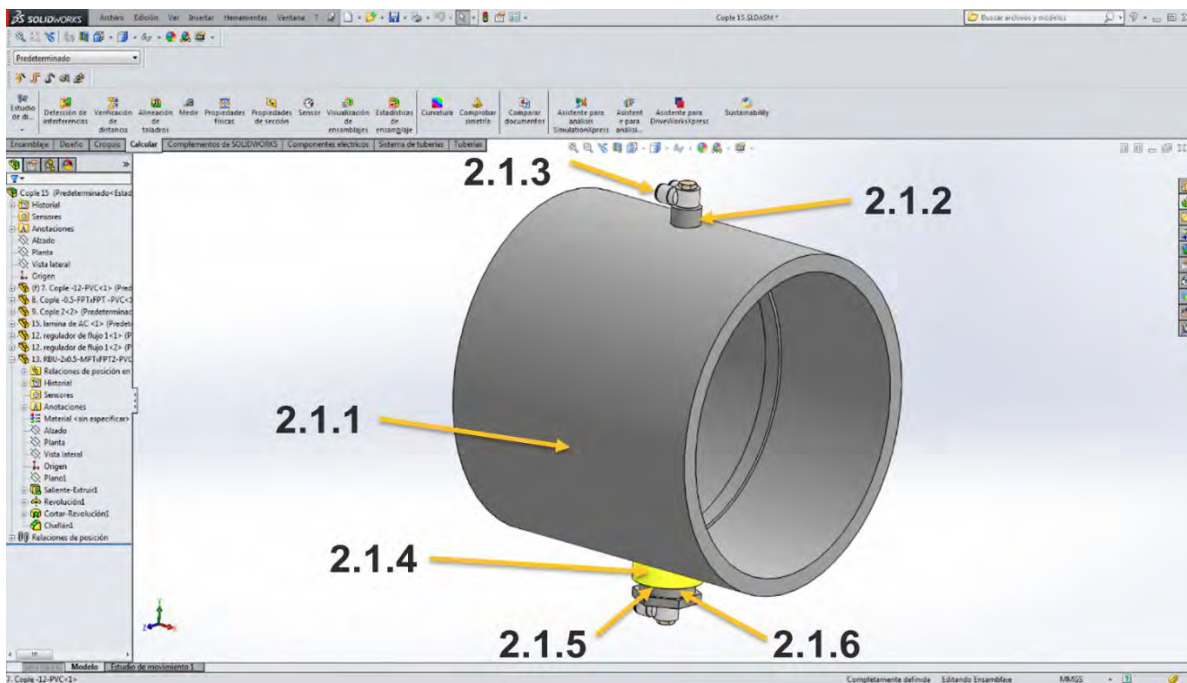 SOLIDWORKS Archivo Edición Ver Insertar Herramientas Ventana ? Cople 15.SLDASM * Buscar archivos y modelos
Predeterminado
Estudio de di...
Detección de interferencias
Verificación de distancia
Alineación de taladros
Medir
Propiedades físicas
Propiedades de sección
Sensor
Visualización de ensamblajes
Estadísticas de ensamblaje
Curvatura
Comprobar simetría
Comparar documentos
Asistente para análisis SimulationXpress
Asistent e para análisi...
Asistente para DriveWorksXpress
Sustainability
Ensamblaje Diseño Croquis Calcular Complementos de SOLIDWORKS Componentes eléctricos Sistema de tuberías Tuberías
Cople 15 (Predeterminado<Estad
Historial
Sensores
Anotaciones
Alzado
Planta
Vista lateral
Origen
(f) 7. Cople -12-PVC<1> (Pred
8. Cople -0.5-FPTxFPT -PVC<1
9. Cople 2<2> (Predeterminac
15. lamina de AC <1> (Predet
12. regulador de flujo 1<1> (P
12. regulador de flujo 1<2> (P
13. RBU-2x0.5-MPTxFPT2-PVC
Relaciones de posición en
Historial
Sensores
Anotaciones
Material <sin especificar>
Alzado
Planta
Vista lateral
Origen
Plano1
Saliente-Extruir1
Revolución1
Cortar-Revolución1
Chaflán1
Relaciones de posición
2.1.3
2.1.2
2.1.1
2.1.4
2.1.5 2.1.6
Modelo Estudio de movimiento 1
7. Cople -12-PVC<1> Completamente definida Editando Ensamblaje MMGS